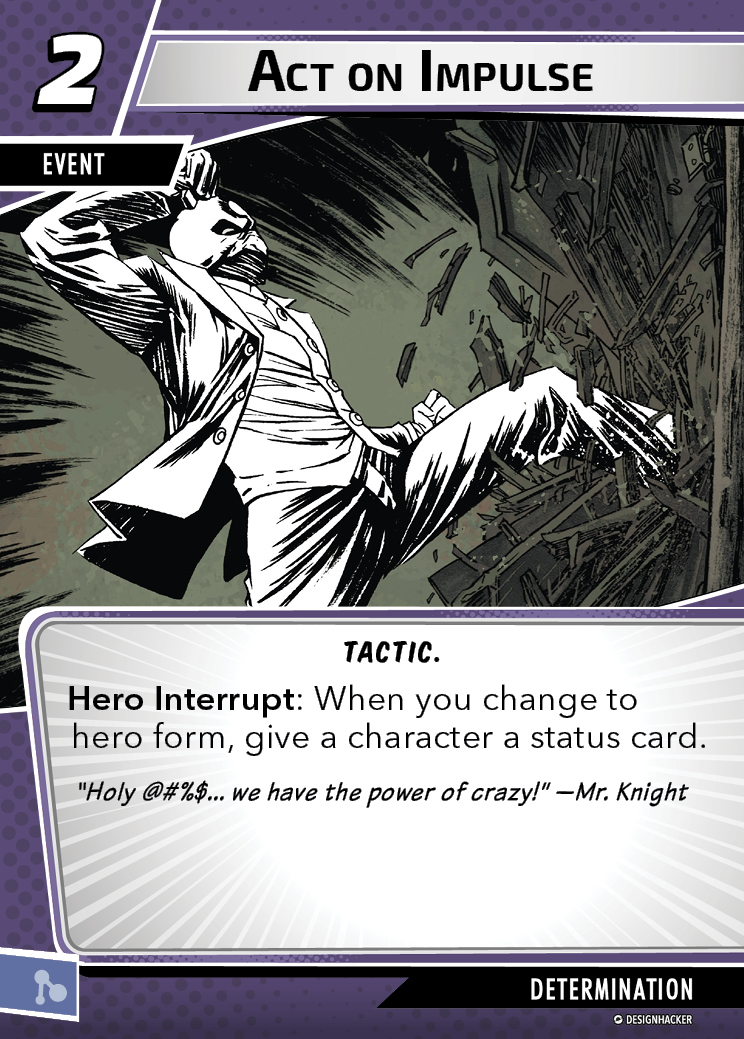 2
Act on Impulse
EVENT
TACTIC.
Hero Interrupt: When you change to
hero form, give a character a status card.
"Holy @#%$... we have the power of crazy!" —Mr. Knight
DETERMINATION
DESIGNHACKER